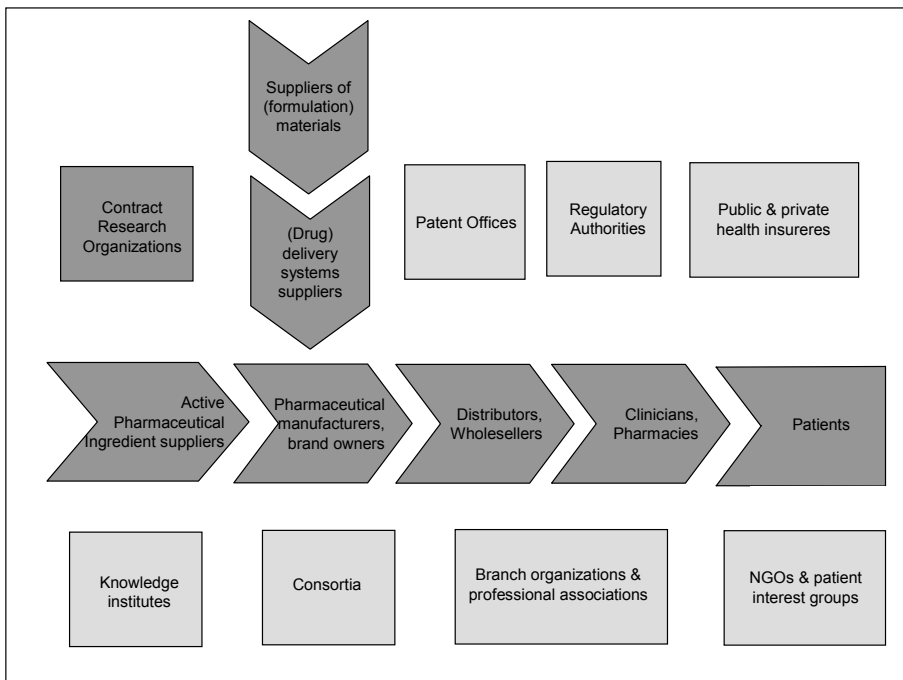 Suppliers of
(formulation)
materials
Contract
Research
Organizations
(Drug)
delivery
systems
suppliers
Patent Offices
Regulatory
Authorities
Public & private
health insureres
Active
Pharmaceutical
Ingredient suppliers
Pharmaceutical
manufacturers,
brand owners
Distributors,
Wholesellers
Clinicians,
Pharmacies
Patients
Knowledge
institutes
Consortia
Branch organizations &
professional associations
NGOs & patient
interest groups